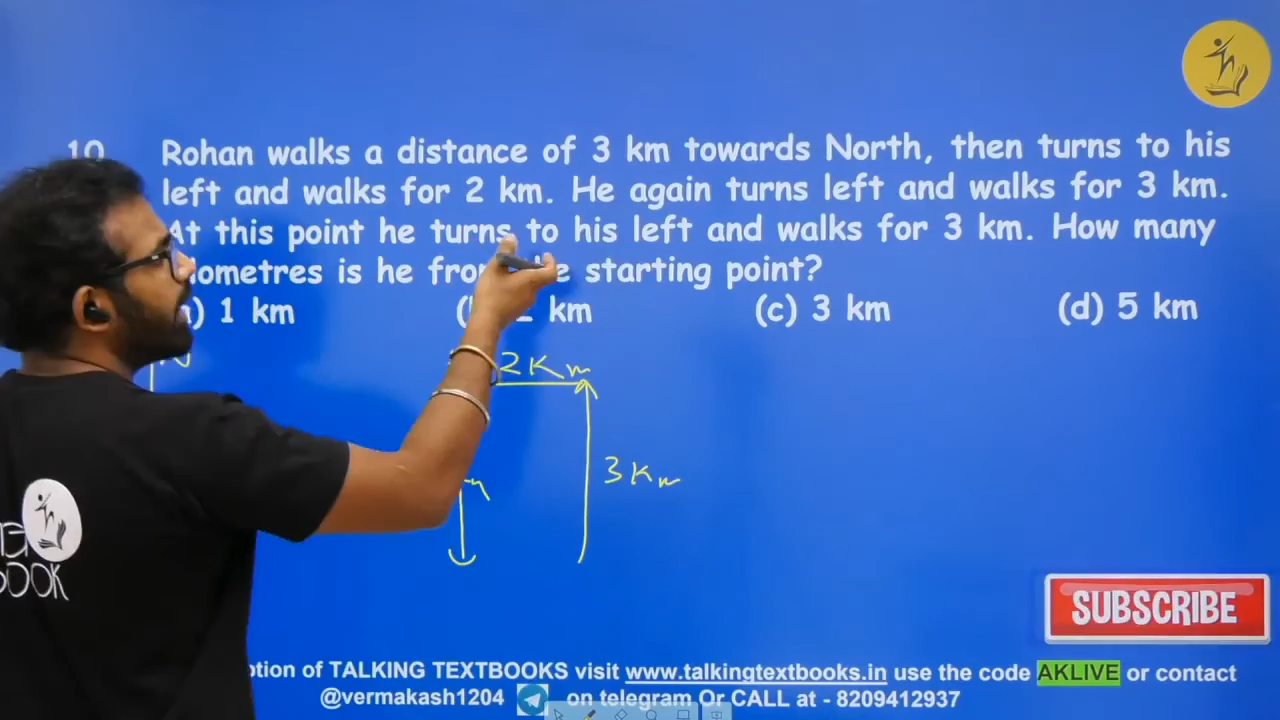 10 Rohan walks a distance of 3 km towards North, then turns to his
left and walks for 2 km. He again turns left and walks for 3 km.
At this point he turns to his left and walks for 3 km. How many
is he starting point?
1 km km (c) 3 km (d) 5 km
N 2 Km
3 Km
BOOK
SUBSCRIBE
of TALKING TEXTBOOKS visit www.talkingtextbooks.in use the code AKLIVE or contact
@vermakash1204 on telegram Or CALL at - 8209412937